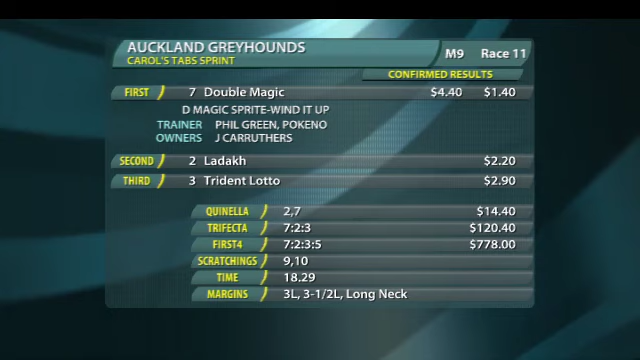 AUCKLAND GREYHOUNDS
CAROL'S TABS SPRINT
M9 Race 11
CONFIRMED RESULTS
FIRST 7 Double Magic $4.40 $1.40
D MAGIC SPRITE-WIND IT UP
TRAINER PHIL GREEN, POKENO
OWNERS J CARRUTHERS
SECOND 2 Ladakh $2.20
THIRD 3 Trident Lotto $2.90
QUINELLA 2,7 $14.40
TRIFECTA 7:2:3 $120.40
FIRST4 7:2:3:5 $778.00
SCRATCHINGS 9,10
TIME 18.29
MARGINS 3L, 3-1/2L, Long Neck